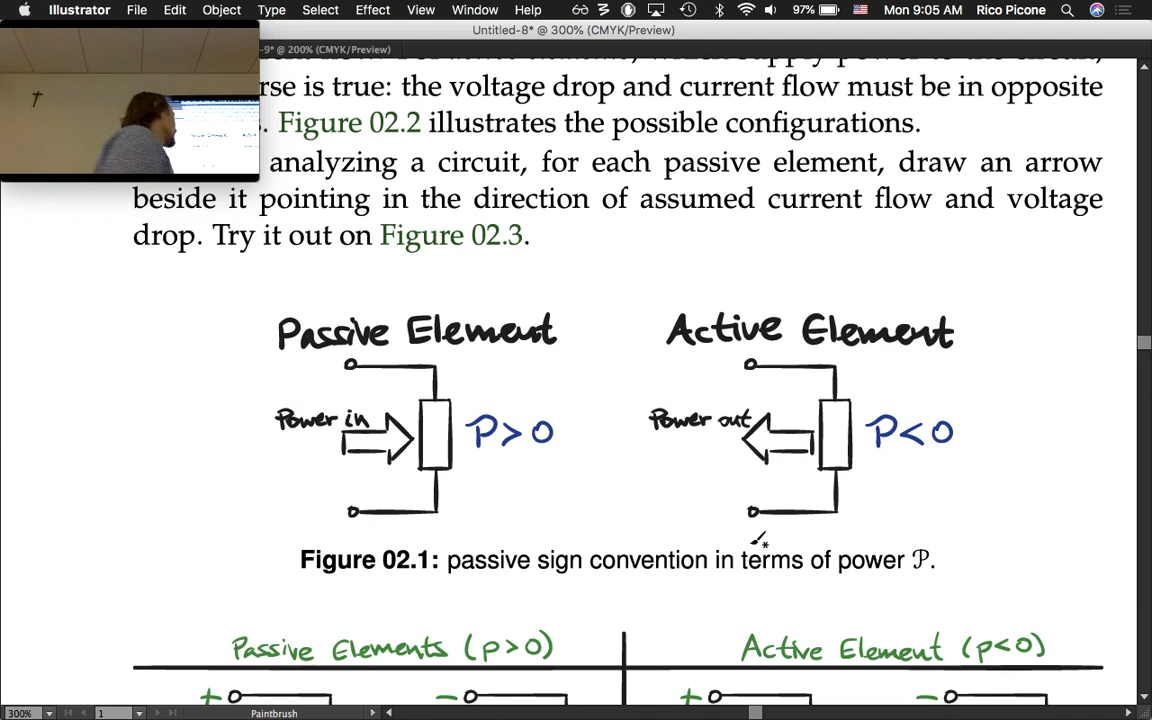 Illustrator File Edit Object Type Select Effect View Window Help 97% Mon 9:05 AM Rico Picone
Untitled-8* @ 300% (CMYK/Preview)
-9* @ 200% (CMYK/Preview)
rse is true: the voltage drop and current flow must be in opposite
. Figure 02.2 illustrates the possible configurations.
analyzing a circuit, for each passive element, draw an arrow
beside it pointing in the direction of assumed current flow and voltage
drop. Try it out on Figure 02.3.
Passive Element Active Element
Power in P>0 Power out P<0
Figure 02.1: passive sign convention in terms of power P.
Passive Elements (p>0) Active Element (p<0)
+ - + -
300% 1 Paintbrush